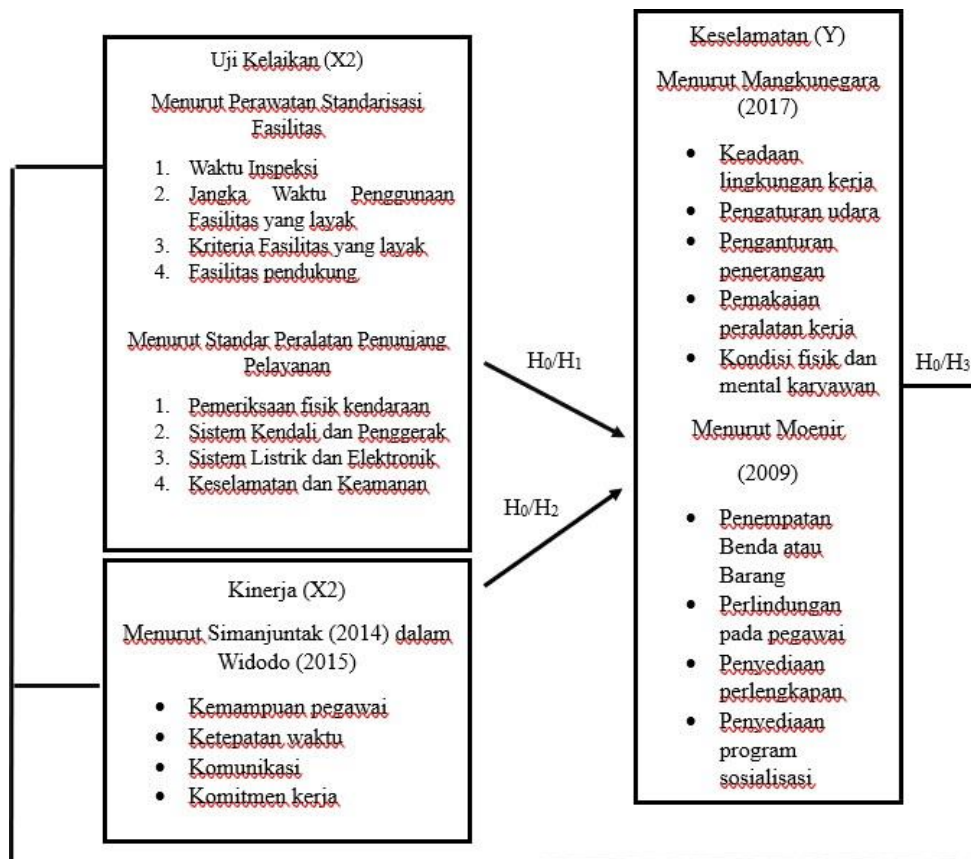 Uji Kelaikan (X2)
Menurut Perawatan Standarisasi
Fasilitas
1. Waktu Inspeksi
2. Jangka Waktu Penggunaan
Fasilitas yang layak
3. Kriteria Fasilitas yang layak
4. Fasilitas pendukung
Menurut Standar Peralatan Penunjang
Pelayanan
1. Pemeriksaan fisik kendaraan
2. Sistem Kendali dan Penggerak
3. Sistem Listrik dan Elektronik
4. Keselamatan dan Keamanan
Kinerja (X2)
Menurut Simanjuntak (2014) dalam
Widodo (2015)
• Kemampuan pegawai
• Ketepatan waktu
• Komunikasi
• Komitmen kerja
H0/H1
H0/H2
Keselamatan (Y)
Menurut Mangkunegara
(2017)
• Keadaan
lingkungan kerja
• Pengaturan udara
• Penganturan
penerangan
• Pemakaian
peralatan kerja
• Kondisi fisik dan
mental karyawan
Menurut Moenir
(2009)
• Penempatan
Benda atau
Barang
• Perlindungan
pada pegawai
• Penyediaan
perlengkapan
• Penyediaan
program
sosialisasi
H0/H3